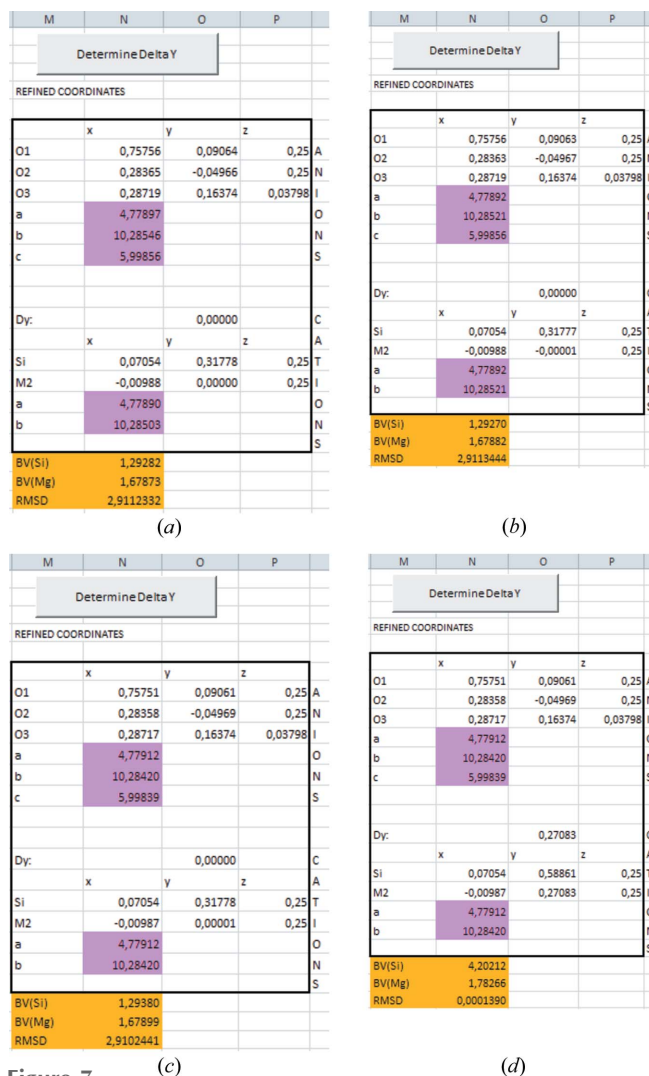 M N O P
Determine Delta Y
REFINED COORDINATES
x y z
O1 0,75756 0,09064 0,25 A
O2 0,28365 -0,04966 0,25 N
O3 0,28719 0,16374 0,03798 I
a 4,77897 O
b 10,28546 N
c 5,99856 S
Dy: 0,00000 C
x y z A
Si 0,07054 0,31778 0,25 T
M2 -0,00988 0,00000 0,25 I
a 4,77890 O
b 10,28503 N
S
BV(Si) 1,29282
BV(Mg) 1,67873
RMSD 2,9112332
(a)
M N O P
Determine Delta Y
REFINED COORDINATES
x y z
O1 0,75756 0,09063 0,25
O2 0,28363 -0,04967 0,25
O3 0,28719 0,16374 0,03798
a 4,77892
b 10,28521
c 5,99856
Dy: 0,00000
x y z
Si 0,07054 0,31777 0,25
M2 -0,00988 -0,00001 0,25
a 4,77892
b 10,28521
BV(Si) 1,29270
BV(Mg) 1,67882
RMSD 2,9113444
(b)
M N O P
Determine Delta Y
REFINED COORDINATES
x y z
O1 0,75751 0,09061 0,25 A
O2 0,28358 -0,04969 0,25 N
O3 0,28717 0,16374 0,03798 I
a 4,77912 O
b 10,28420 N
c 5,99839 S
Dy: 0,00000 C
x y z A
Si 0,07054 0,31778 0,25 T
M2 -0,00987 0,00001 0,25 I
a 4,77912 O
b 10,28420 N
S
BV(Si) 1,29380
BV(Mg) 1,67899
RMSD 2,9102441
(c)
M N O P
Determine Delta Y
REFINED COORDINATES
x y z
O1 0,75751 0,09061 0,25
O2 0,28358 -0,04969 0,25
O3 0,28717 0,16374 0,03798
a 4,77912
b 10,28420
c 5,99839
Dy: 0,27083
x y z
Si 0,07054 0,58861 0,25
M2 -0,00987 0,27083 0,25
a 4,77912
b 10,28420
BV(Si) 4,20212
BV(Mg) 1,78266
RMSD 0,0001390
(d)